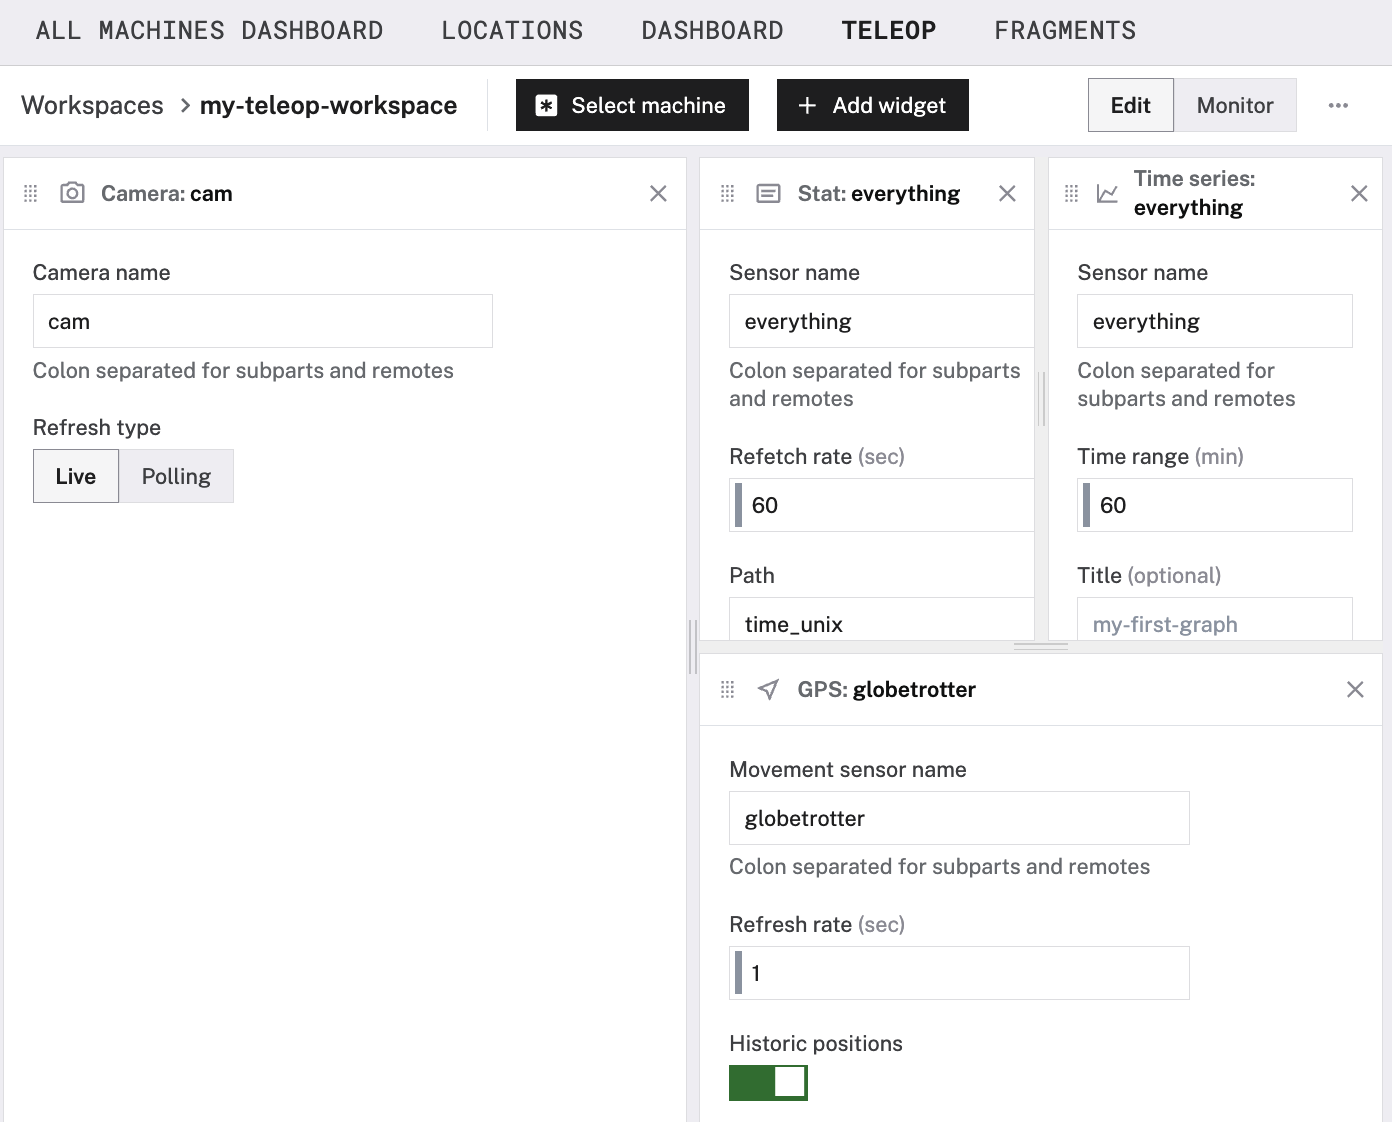 ALL MACHINES DASHBOARD LOCATIONS DASHBOARD TELEOP FRAGMENTS
Workspaces > my-teleop-workspace Select machine + Add widget Edit Monitor ...
Camera: cam
Camera name
cam
Colon separated for subparts and remotes
Refresh type
Live Polling
Stat: everything
Sensor name
everything
Colon separated for subparts
and remotes
Refetch rate (sec)
60
Path
time_unix
Time series:
everything
Sensor name
everything
Colon separated for
subparts and remotes
Time range (min)
60
Title (optional)
my-first-graph
GPS: globetrotter
Movement sensor name
globetrotter
Colon separated for subparts and remotes
Refresh rate (sec)
1
Historic positions